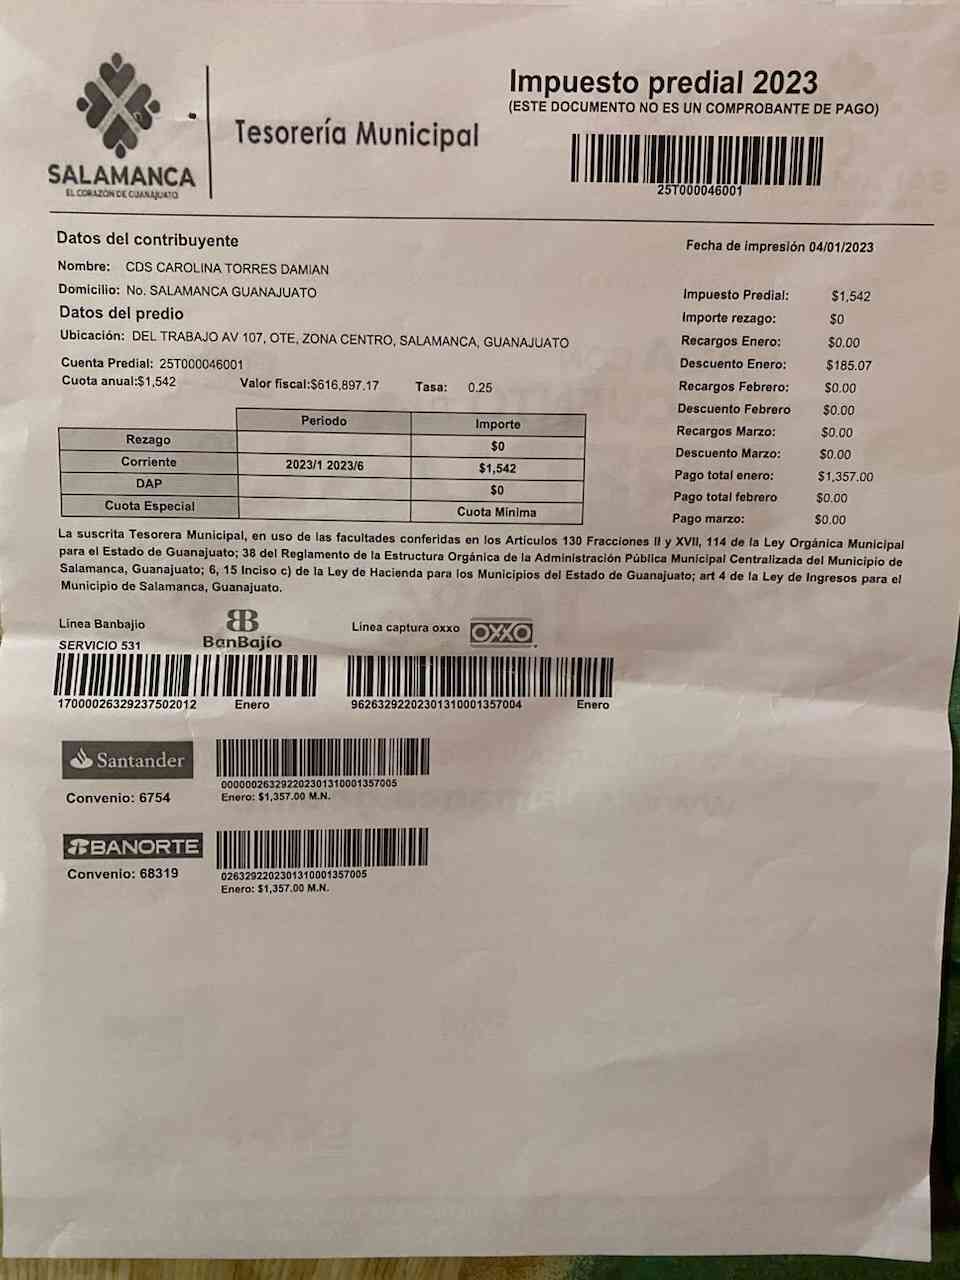 Impuesto predial 2023
(ESTE DOCUMENTO NO ES UN COMPROBANTE DE PAGO)
Tesorería Municipal
SALAMANCA
EL CORAZÓN DE GUANAJUATO
25T000046001
Datos del contribuyente
Fecha de impresión 04/01/2023
Nombre: CDS CAROLINA TORRES DAMIAN
Domicilio: No. SALAMANCA GUANAJUATO
Datos del predio
Ubicación: DEL TRABAJO AV 107, OTE, ZONA CENTRO, SALAMANCA, GUANAJUATO
Cuenta Predial: 25T000046001
Cuota anual:$1,542 Valor fiscal:$616,897.17 Tasa: 0.25
Impuesto Predial: $1,542
Importe rezago: $0
Recargos Enero: $0.00
Descuento Enero: $185.07
Recargos Febrero: $0.00
Descuento Febrero $0.00
Recargos Marzo: $0.00
Descuento Marzo: $0.00
Pago total enero: $1,357.00
Pago total febrero $0.00
Pago marzo: $0.00
Periodo Importe
Rezago $0
Corriente 2023/1 2023/6 $1,542
DAP $0
Cuota Especial Cuota Mínima
La suscrita Tesorera Municipal, en uso de las facultades conferidas en los Artículos 130 Fracciones II y XVII, 114 de la Ley Orgánica Municipal
para el Estado de Guanajuato; 38 del Reglamento de la Estructura Orgánica de la Administración Pública Municipal Centralizada del Municipio de
Salamanca, Guanajuato; 6, 15 Inciso c) de la Ley de Hacienda para los Municipios del Estado de Guanajuato; art 4 de la Ley de Ingresos para el
Municipio de Salamanca, Guanajuato.
Linea Banbajio
SERVICIO 531
BanBajío
Linea captura oxxo OXXO
17000026329237502012 Enero
96263292202301310001357004 Enero
Santander
Convenio: 6754
000000263292202301310001357005
Enero: $1,357.00 M.N.
BANORTE
Convenio: 68319
0263292202301310001357005
Enero: $1,357.00 M.N.